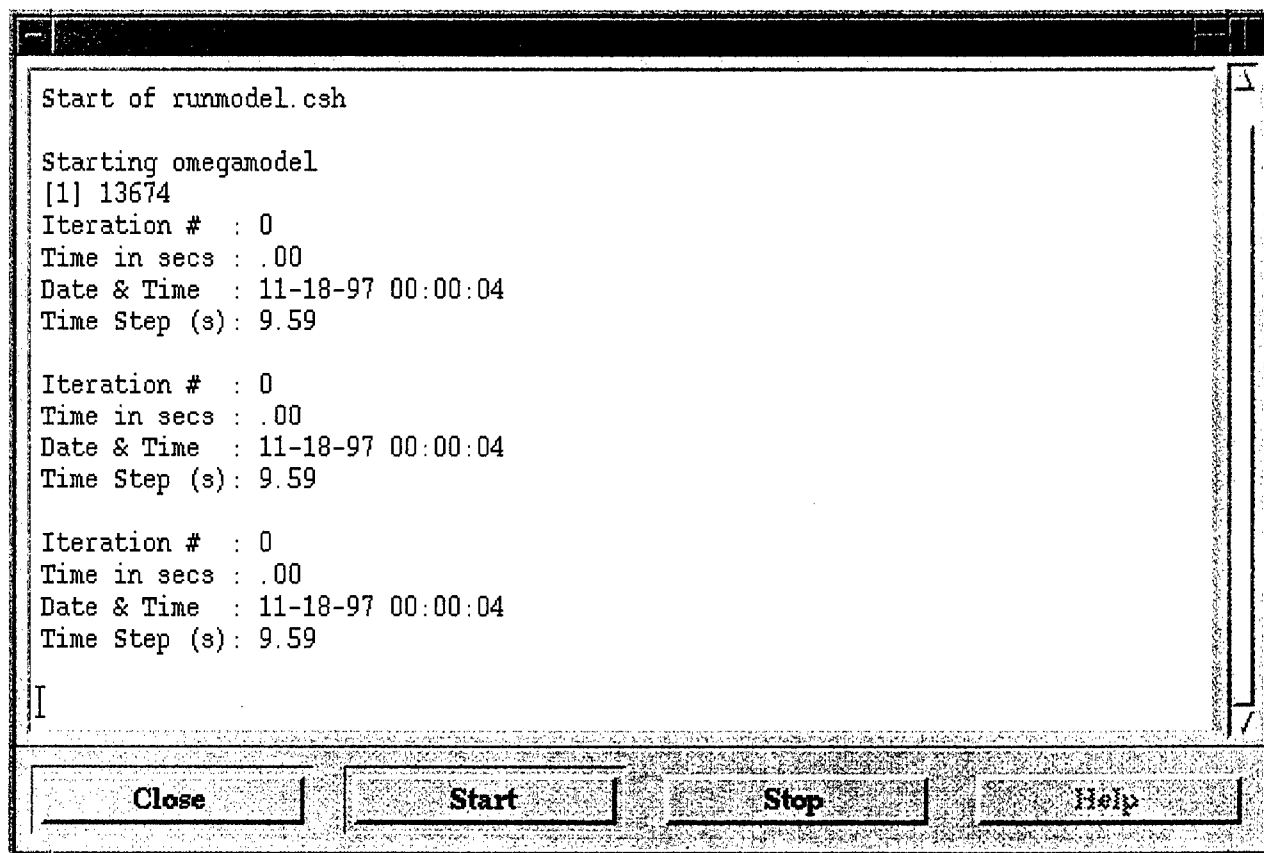 Start of runmodel.csh
Starting omegamodel
[1] 13674
Iteration #  : 0
Time in secs : .00
Date & Time  : 11-18-97 00:00:04
Time Step (s): 9.59
Iteration #  : 0
Time in secs : .00
Date & Time  : 11-18-97 00:00:04
Time Step (s): 9.59
Iteration #  : 0
Time in secs : .00
Date & Time  : 11-18-97 00:00:04
Time Step (s): 9.59
Close Start Stop Help